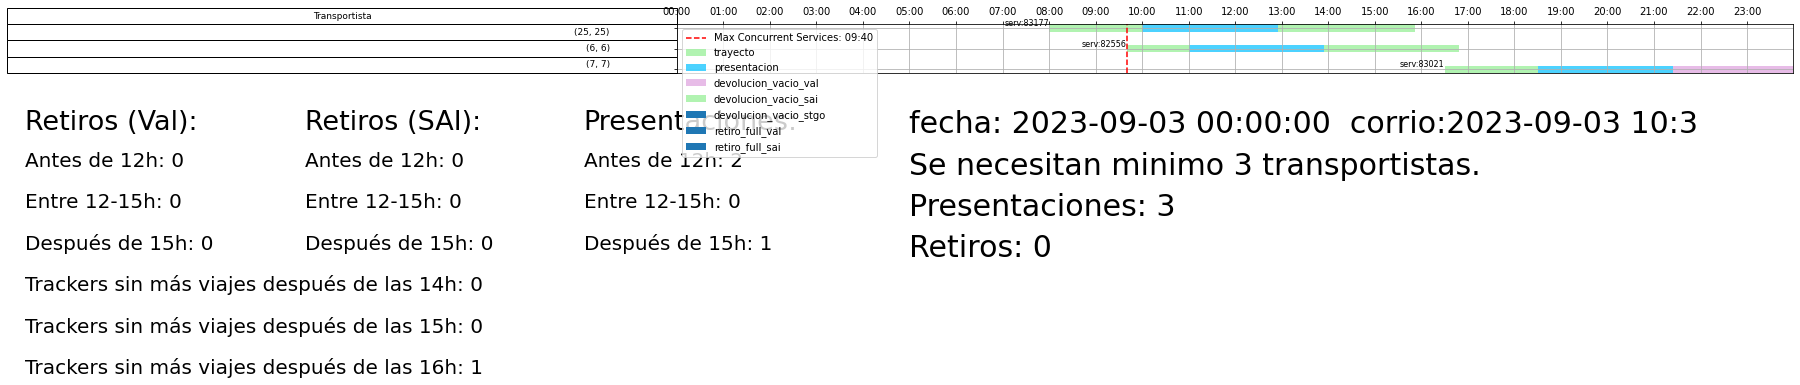 Transportista
(25, 25)
(6, 6)
(7, 7)
00:00 01:00 02:00 03:00 04:00 05:00 06:00 07:00 08:00 09:00 10:00 11:00 12:00 13:00 14:00 15:00 16:00 17:00 18:00 19:00 20:00 21:00 22:00 23:00
serv:83177
serv:82556
serv:83021
Max Concurrent Services: 09:40
trayecto
presentacion
devolucion_vacio_val
devolucion_vacio_sai
devolucion_vacio_stgo
retiro_full_val
retiro_full_sai
Retiros (Val):
Antes de 12h: 0
Entre 12-15h: 0
Después de 15h: 0
Trackers sin más viajes después de las 14h: 0
Trackers sin más viajes después de las 15h: 0
Trackers sin más viajes después de las 16h: 1
Retiros (SAI):
Antes de 12h: 0
Entre 12-15h: 0
Después de 15h: 0
Presentaciones:
Antes de 12h: 2
Entre 12-15h: 0
Después de 15h: 1
fecha: 2023-09-03 00:00:00 corrio:2023-09-03 10:3
Se necesitan minimo 3 transportistas.
Presentaciones: 3
Retiros: 0